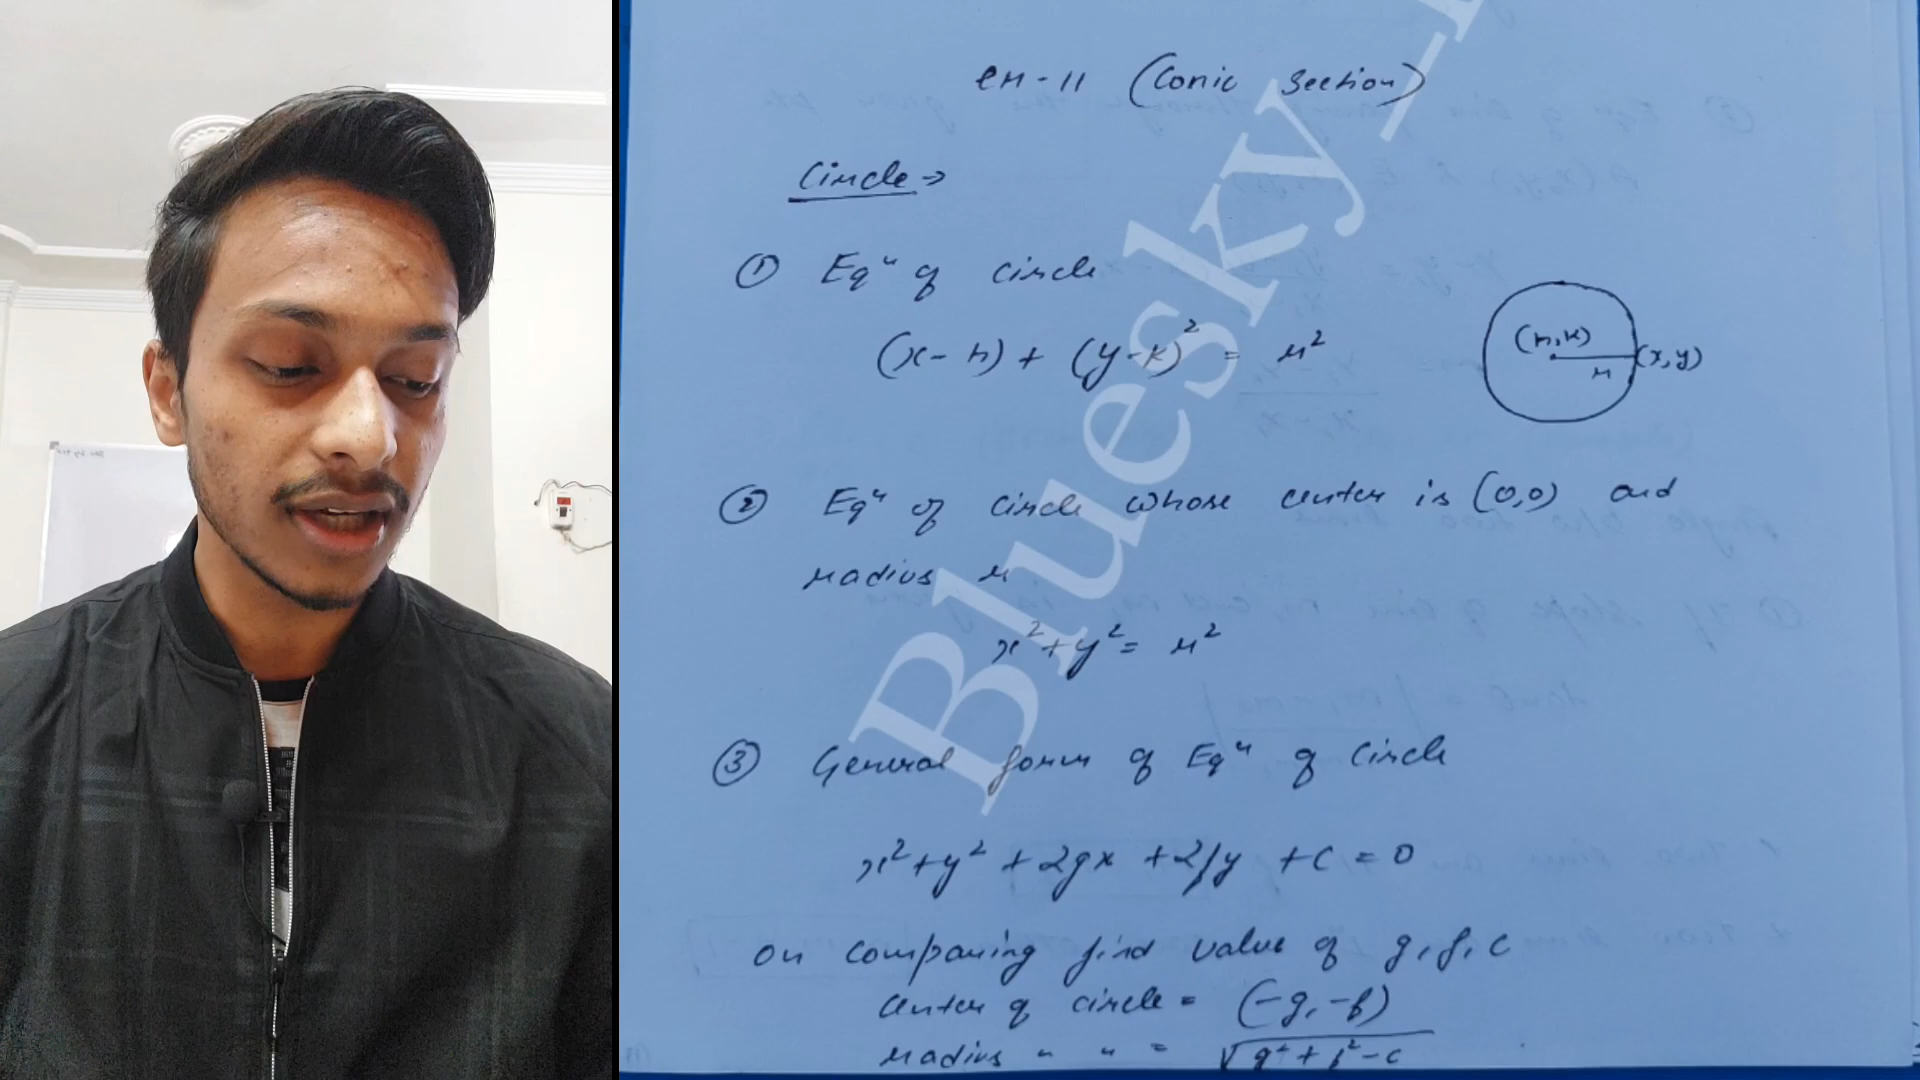 Ch-11 (Conic Section)
Circle →
① Eqⁿ of circle
(x-h) + (y-k)² = r²
(h,k)
r
(x,y)
② Eqⁿ of circle whose center is (0,0) and
radius r
x²+y² = r²
③ General form of Eqⁿ of circle
x²+y² +2gx +2fy +c = 0
on comparing find value of g, f, c
center of circle = (-g, -f)
radius " " = √g²+f²-c
Bluesky_